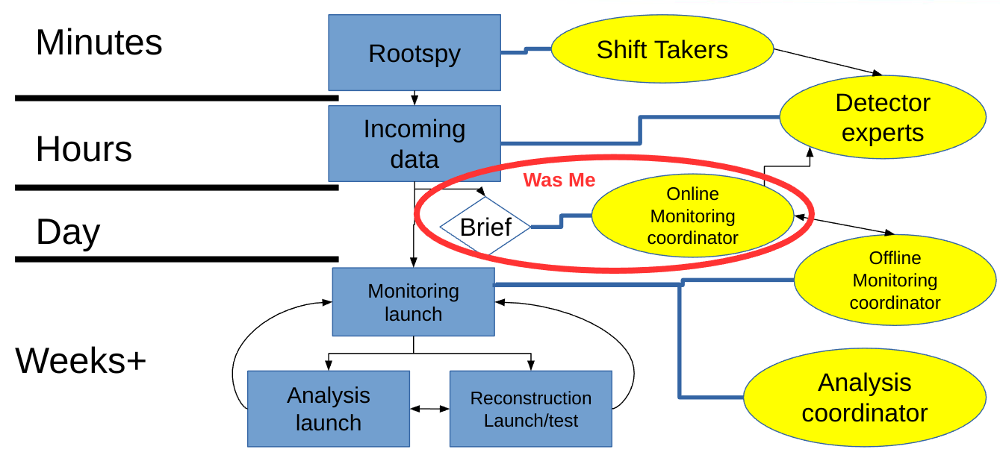 Minutes
Rootspy
Shift Takers
Detector
experts
Hours
Incoming
data
Was Me
Online
Monitoring
coordinator
Day
Brief
Offline
Monitoring
coordinator
Monitoring
launch
Weeks+
Analysis
launch
Reconstruction
Launch/test
Analysis
coordinator